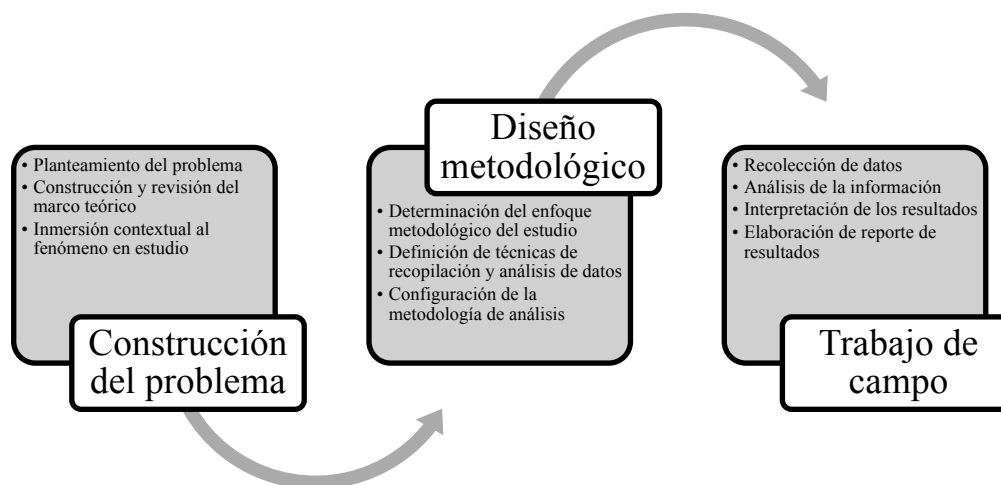 • Planteamiento del problema
• Construcción y revisión del
marco teórico
• Inmersión contextual al
fenómeno en estudio
Construcción
del problema
Diseño
metodológico
• Determinación del enfoque
metodológico del estudio
• Definición de técnicas de
recopilación y análisis de datos
• Configuración de la
metodología de análisis
• Recolección de datos
• Análisis de la información
• Interpretación de los resultados
• Elaboración de reporte de
resultados
Trabajo de
campo